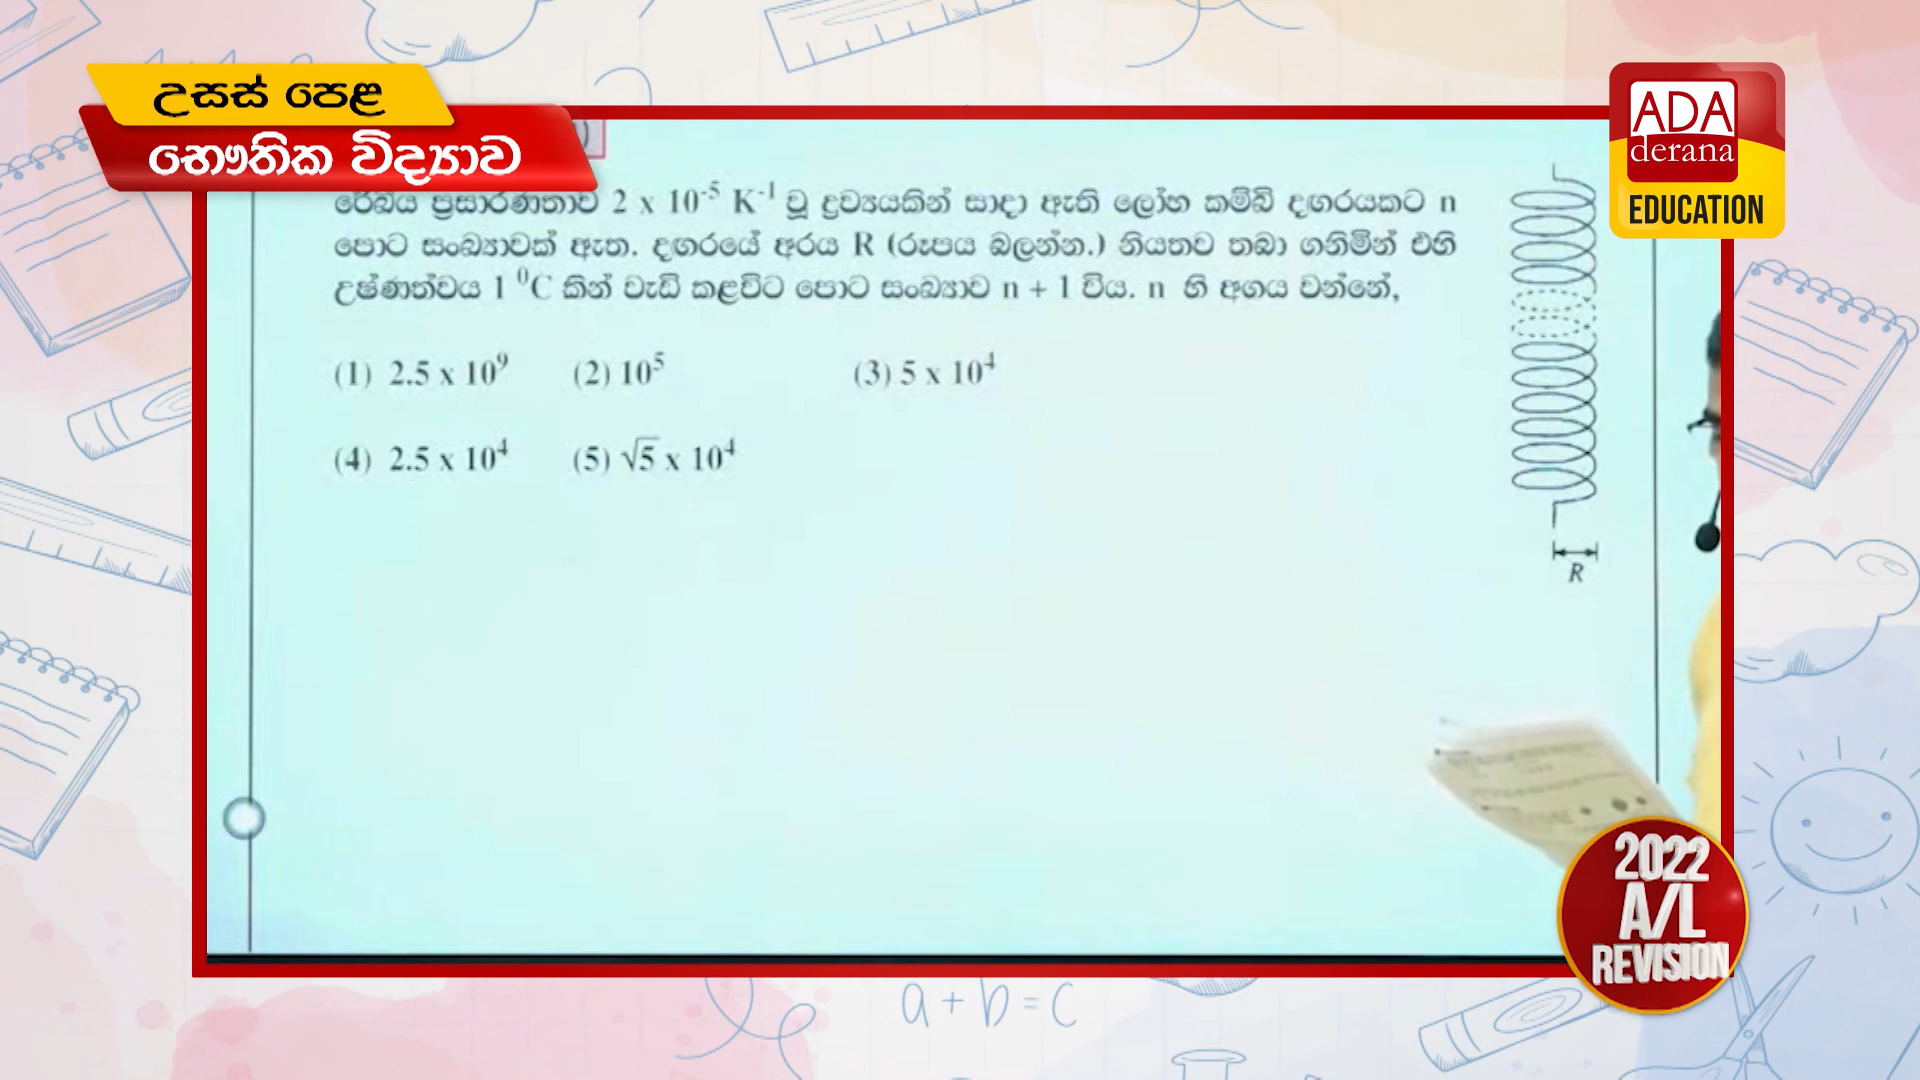 උසස් පෙළ
භෞතික විද්‍යාව
ADA
derana
EDUCATION
රේඛීය ප්‍රසාරණතාව 2 x 10⁻⁵ K⁻¹ වූ ද්‍රව්‍යයකින් සාදා ඇති ලෝහ කම්බි දඟරයකට n
පොට සංඛ්‍යාවක් ඇත. දඟරයේ අරය R (රූපය බලන්න.) නියතව තබා ගනිමින් එහි
උෂ්ණත්වය 1 ⁰C කින් වැඩි කළවිට පොට සංඛ්‍යාව n + 1 විය. n හි අගය වන්නේ,
(1) 2.5 x 10⁹ (2) 10⁵ (3) 5 x 10⁴
(4) 2.5 x 10⁴ (5) √5 x 10⁴
R
2022
A/L
REVISION
a + b = c